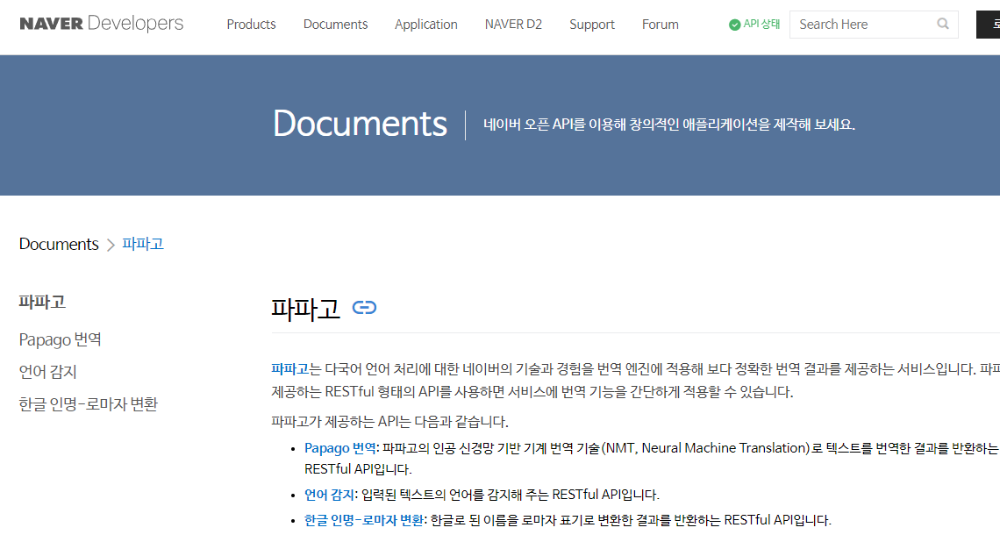 NAVER Developers
Products Documents Application NAVER D2 Support Forum API 상태 Search Here
Documents 네이버 오픈 API를 이용해 창의적인 애플리케이션을 제작해 보세요.
Documents > 파파고
파파고
Papago 번역
언어 감지
한글 인명-로마자 변환
파파고
파파고는 다국어 언어 처리에 대한 네이버의 기술과 경험을 번역 엔진에 적용해 보다 정확한 번역 결과를 제공하는 서비스입니다.
제공하는 RESTful 형태의 API를 사용하면 서비스에 번역 기능을 간단하게 적용할 수 있습니다.
파파고가 제공하는 API는 다음과 같습니다.
• Papago 번역: 파파고의 인공 신경망 기반 기계 번역 기술(NMT, Neural Machine Translation)로 텍스트를 번역한 결과를 반환하는
RESTful API입니다.
• 언어 감지: 입력된 텍스트의 언어를 감지해 주는 RESTful API입니다.
• 한글 인명-로마자 변환: 한글로 된 이름을 로마자 표기로 변환한 결과를 반환하는 RESTful API입니다.